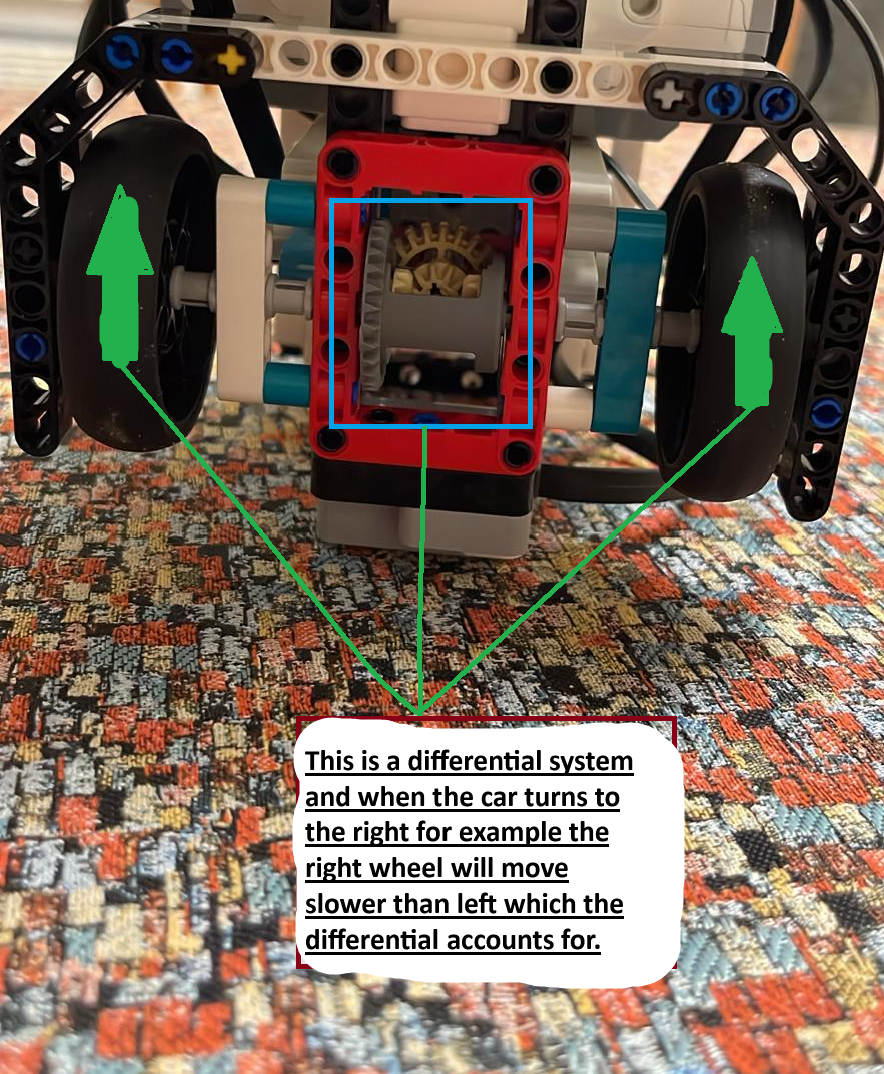 This is a differential system
and when the car turns to
the right for example the
right wheel will move
slower than left which the
differential accounts for.